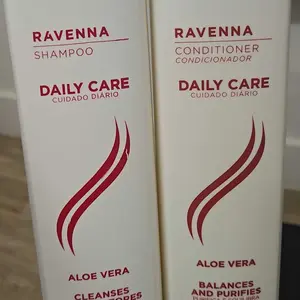 RAVENNA
SHAMPOO
DAILY CARE
CUIDADO DIÁRIO
ALOE VERA
CLEANSES
RAVENNA
CONDITIONER
CONDICIONADOR
DAILY CARE
CUIDADO DIÁRIO
ALOE VERA
BALANCES
AND PURIFIES